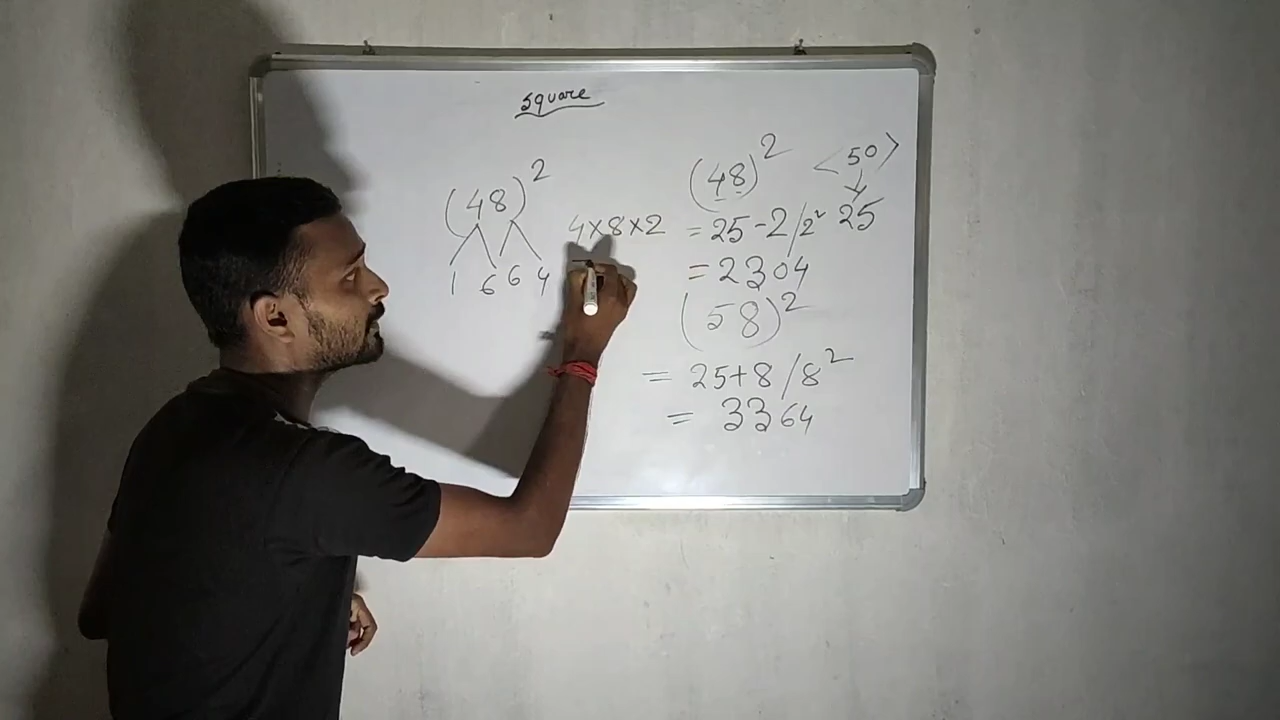 square
(48)²
1 6 6 4
4×8×2
(48)² <50>
= 25-2/2² 25
= 2304
(58)²
= 25+8/8²
= 3364